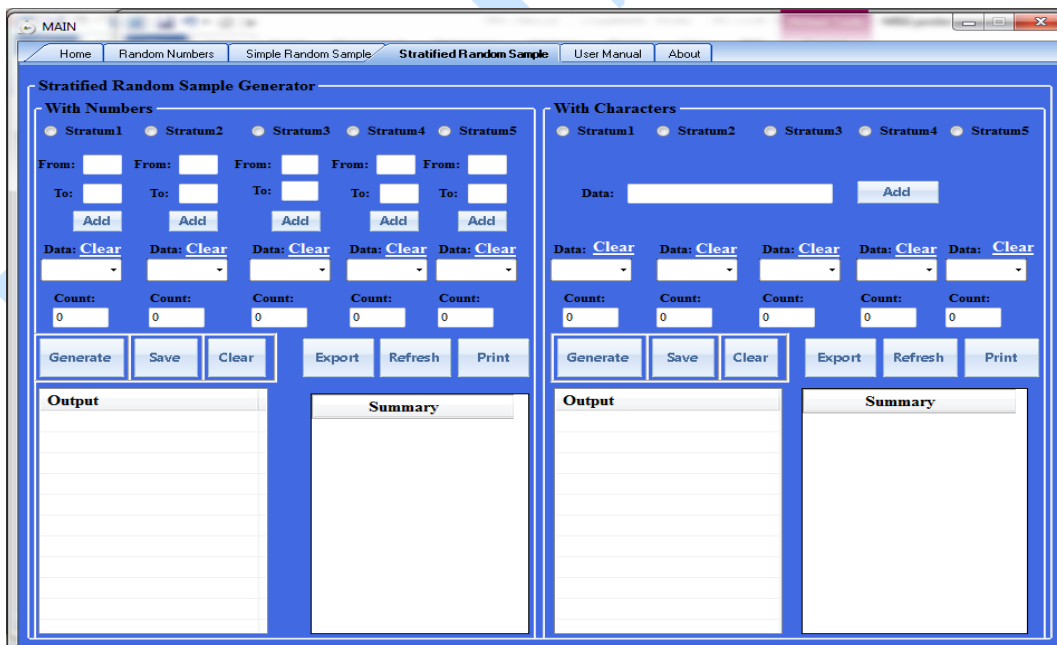 MAIN
Home Random Numbers Simple Random Sample Stratified Random Sample User Manual About
Stratified Random Sample Generator
With Numbers
Stratum1 Stratum2 Stratum3 Stratum4 Stratum5
From: From: From: From: From:
To: To: To: To: To:
Add Add Add Add Add
Data: Clear Data: Clear Data: Clear Data: Clear Data: Clear
Count: Count: Count: Count: Count:
0 0 0 0 0
Generate Save Clear Export Refresh Print
Output Summary
With Characters
Stratum1 Stratum2 Stratum3 Stratum4 Stratum5
Data: Add
Data: Clear Data: Clear Data: Clear Data: Clear Data: Clear
Count: Count: Count: Count: Count:
0 0 0 0 0
Generate Save Clear Export Refresh Print
Output Summary